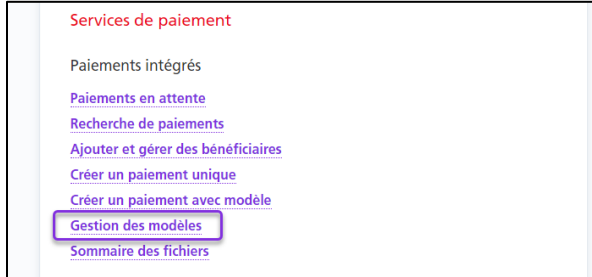 Services de paiement
Paiements intégrés
Paiements en attente
Recherche de paiements
Ajouter et gérer des bénéficiaires
Créer un paiement unique
Créer un paiement avec modèle
Gestion des modèles
Sommaire des fichiers